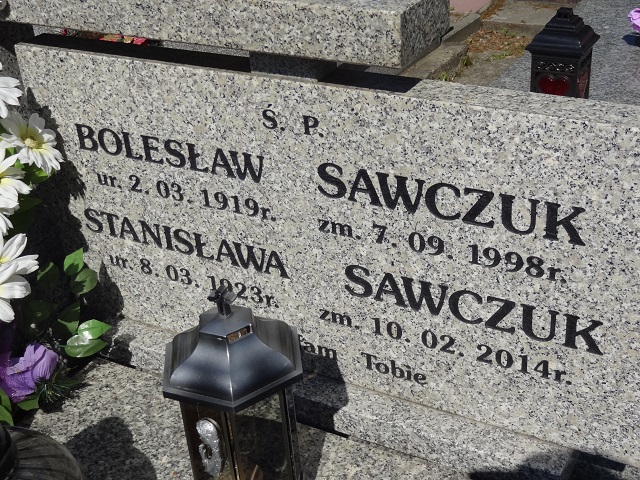 Ś. P.
BOLESŁAW SAWCZUK
ur. 2. 03. 1919r. zm. 7. 09. 1998r.
STANISŁAWA SAWCZUK
ur. 8. 03. 1923r. zm. 10. 02. 2014r.
Tobie